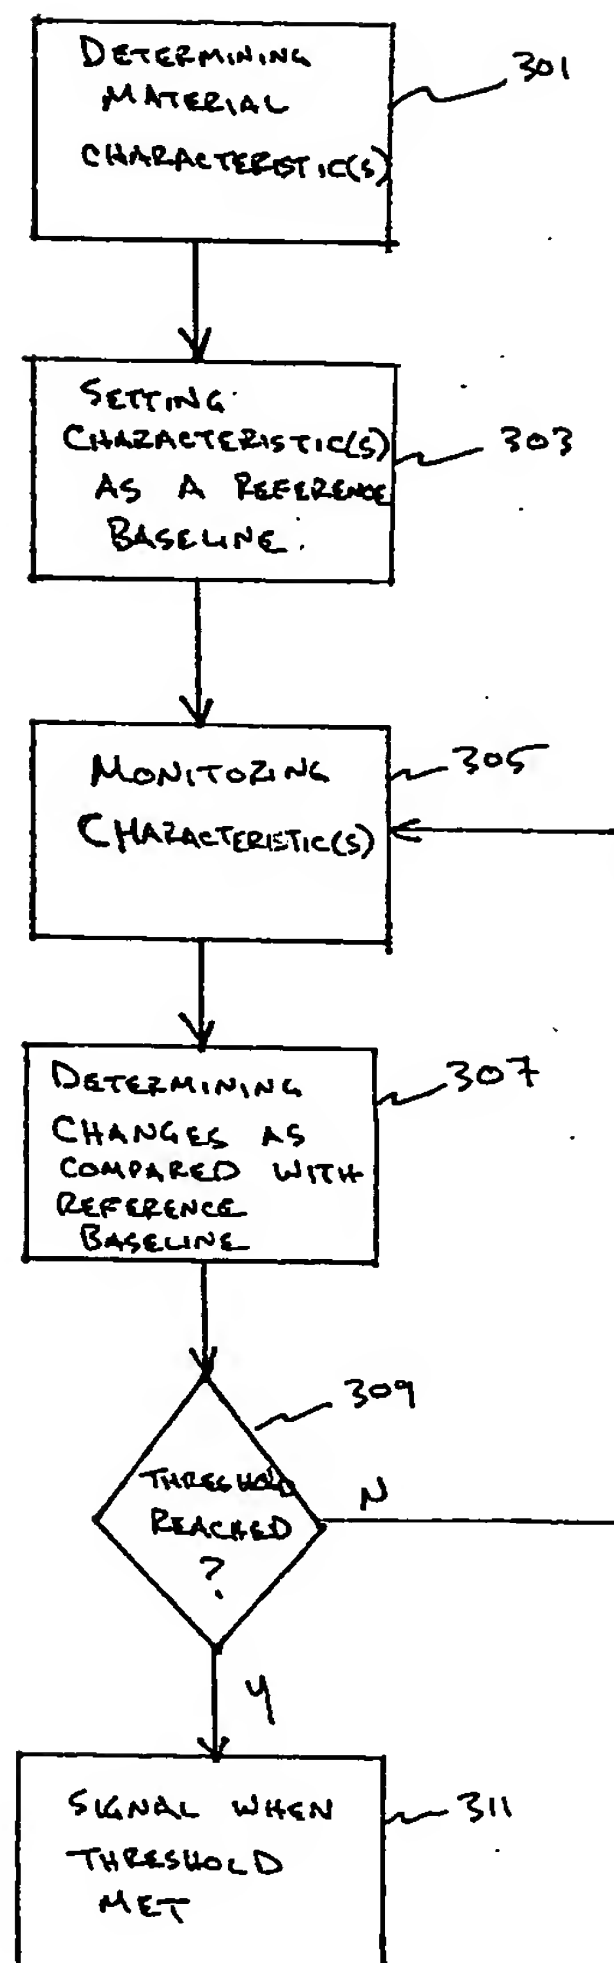 DETERMINING
MATERIAL
CHARACTERISTIC(S)
301
SETTING
CHARACTERISTIC(S)
AS A REFERENCE
BASELINE.
303
MONITORING
CHARACTERISTIC(S)
305
DETERMINING
CHANGES AS
COMPARED WITH
REFERENCE
BASELINE
307
309
THRESHOLD
REACHED
?
N
Y
SIGNAL WHEN
THRESHOLD
MET
311